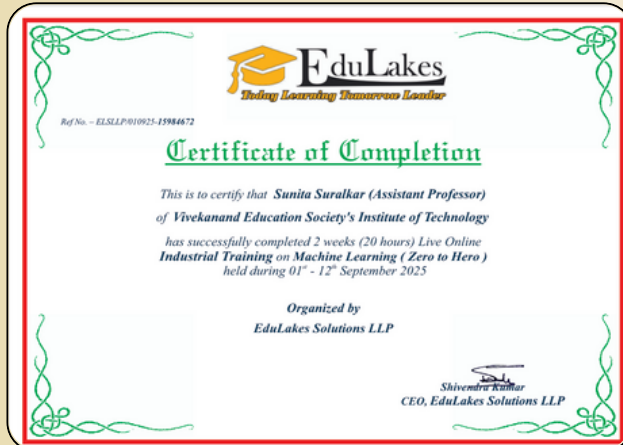 EduLakes
Today Learning Tomorrow Leader
Ref No. – ELSLLP/010925-15984672
Certificate of Completion
This is to certify that Sunita Suralkar (Assistant Professor)
of Vivekanand Education Society's Institute of Technology
has successfully completed 2 weeks (20 hours) Live Online
Industrial Training on Machine Learning ( Zero to Hero )
held during 01st - 12th September 2025
Organized by
EduLakes Solutions LLP
Shivendra Kumar
CEO, EduLakes Solutions LLP